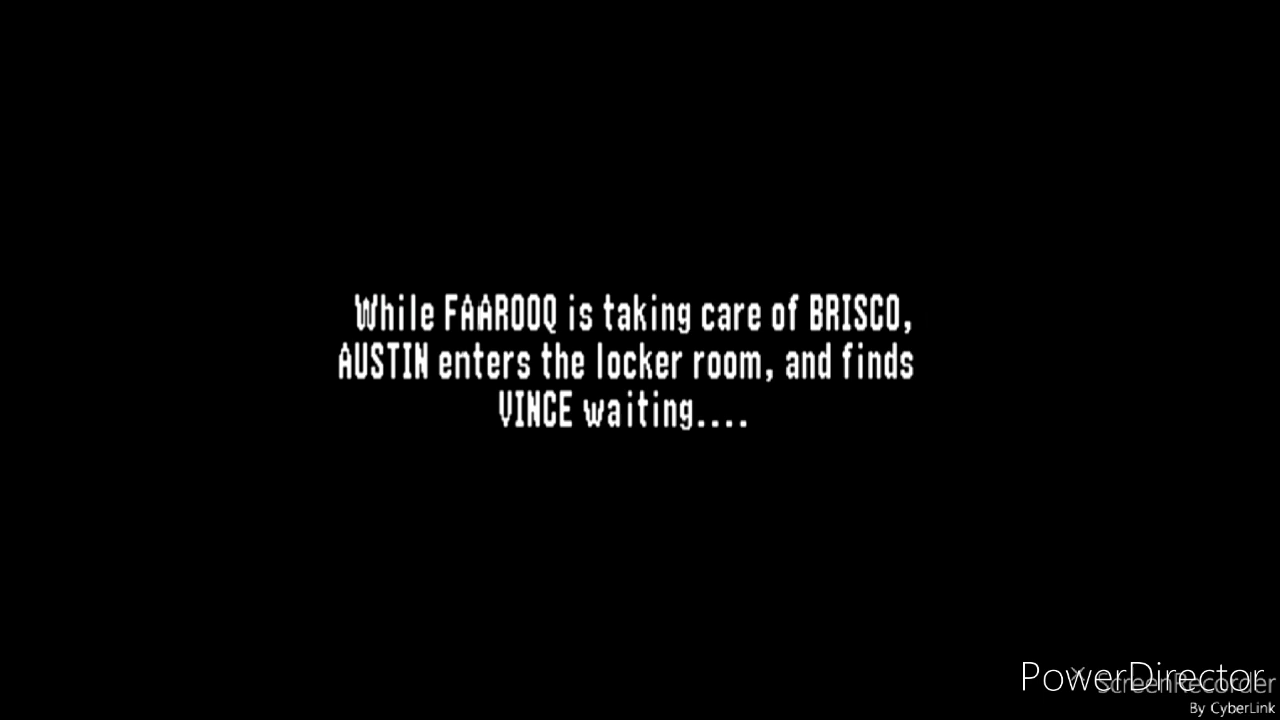 While FAAROOQ is taking care of BRISCO,
AUSTIN enters the locker room, and finds
VINCE waiting....
PowerDirector
ScreenRecorder
By CyberLink